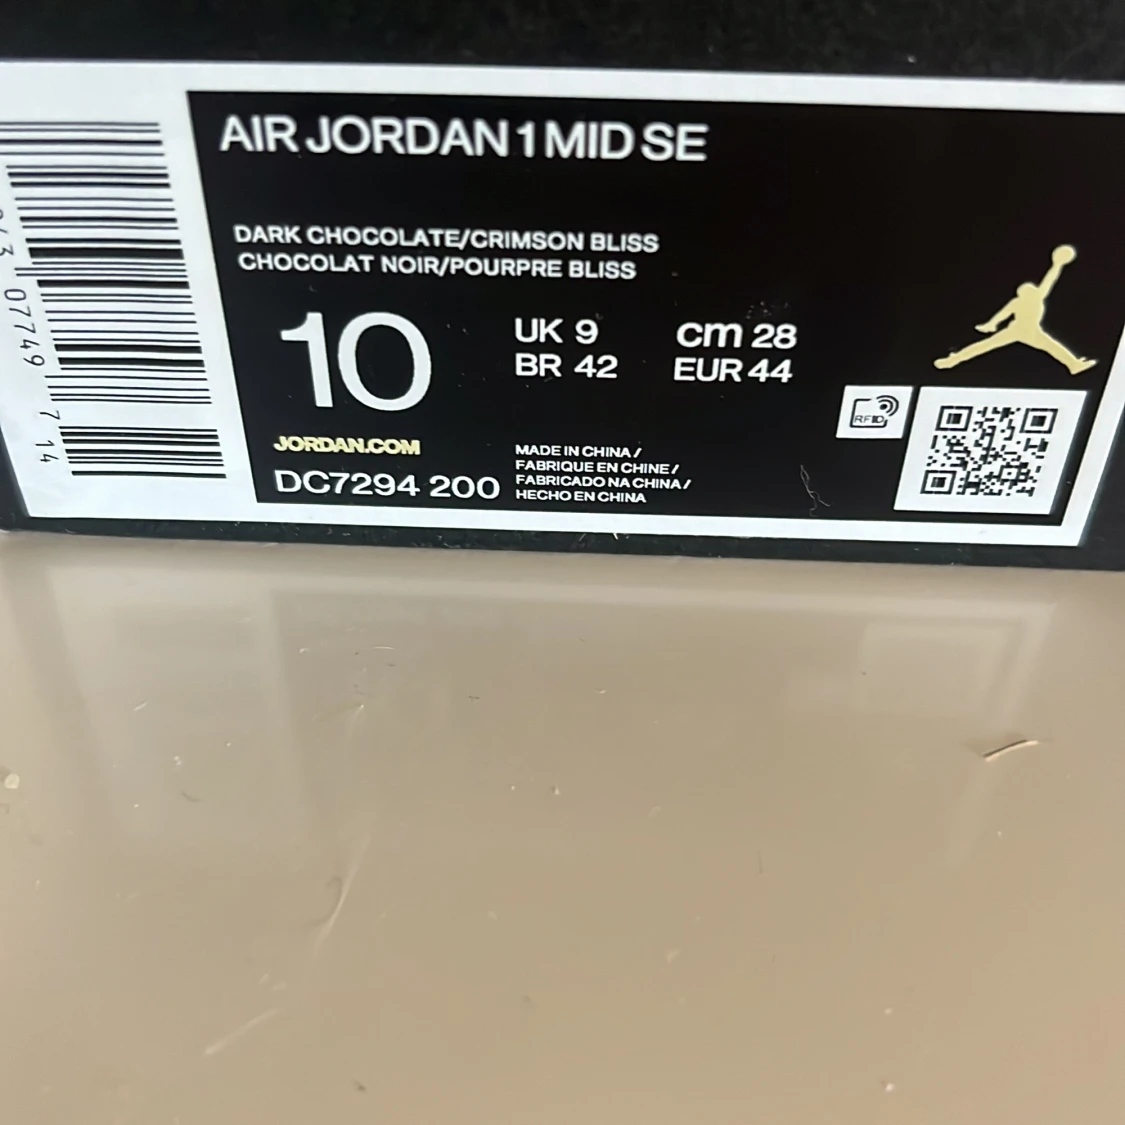 AIR JORDAN 1 MID SE
DARK CHOCOLATE/CRIMSON BLISS
CHOCOLAT NOIR/POURPRE BLISS
10
UK 9
cm 28
BR 42
EUR 44
RFID
JORDAN.COM
DC7294 200
MADE IN CHINA /
FABRIQUE EN CHINE /
FABRICADO NA CHINA /
HECHO EN CHINA
07749 714